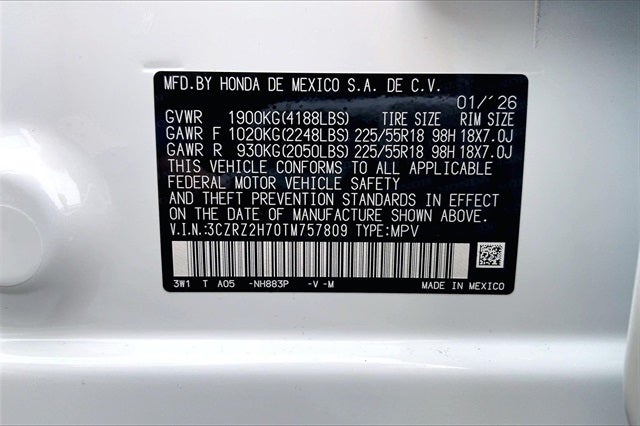 MFD.BY HONDA DE MEXICO S.A. DE C.V.
01/'26
GVWR 1900KG(4188LBS) TIRE SIZE RIM SIZE
GAWR F 1020KG(2248LBS) 225/55R18 98H 18X7.0J
GAWR R 930KG(2050LBS) 225/55R18 98H 18X7.0J
THIS VEHICLE CONFORMS TO ALL APPLICABLE
FEDERAL MOTOR VEHICLE SAFETY
AND THEFT PREVENTION STANDARDS IN EFFECT
ON THE DATE OF MANUFACTURE SHOWN ABOVE.
V.I.N.:3CZRZ2H70TM757809 TYPE:MPV
3W1 T A05 -NH883P -V -M MADE IN MEXICO